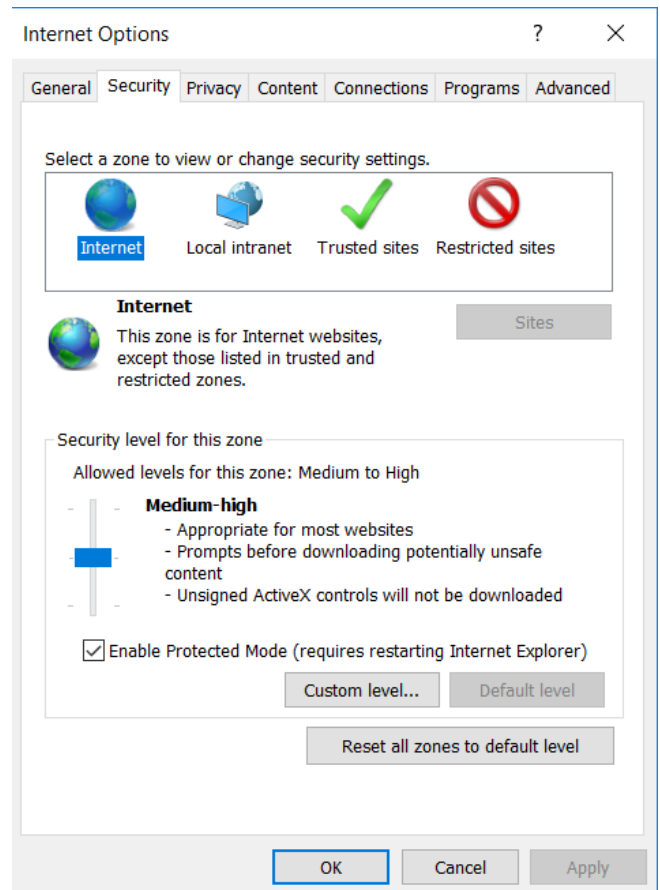 Internet Options ?
General Security Privacy Content Connections Programs Advanced
Select a zone to view or change security settings.
Internet Local intranet Trusted sites Restricted sites
Internet
Sites
This zone is for Internet websites,
except those listed in trusted and
restricted zones.
Security level for this zone
Allowed levels for this zone: Medium to High
Medium-high
- Appropriate for most websites
- Prompts before downloading potentially unsafe
content
- Unsigned ActiveX controls will not be downloaded
Enable Protected Mode (requires restarting Internet Explorer)
Custom level... Default level
Reset all zones to default level
OK Cancel Apply